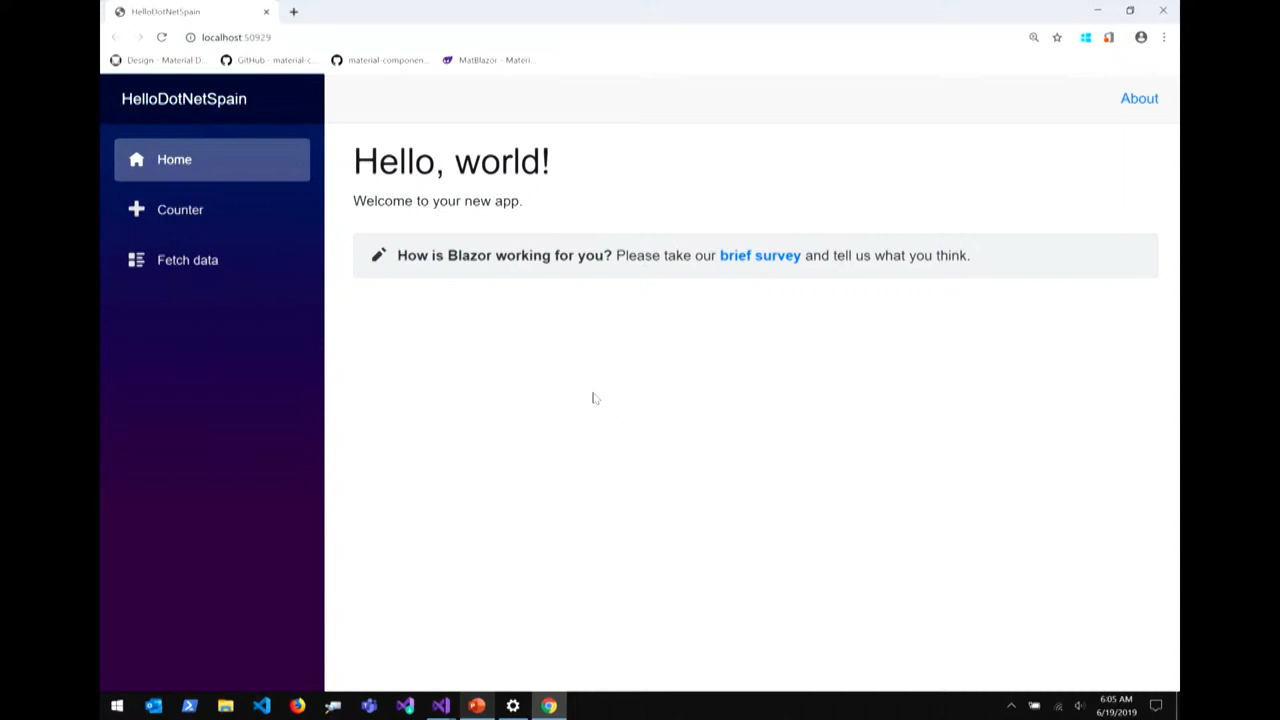 HelloDotNetSpain
localhost:50929
Design - Material D...
GitHub - material-c...
material-componen...
MatBlazor - Materi...
HelloDotNetSpain
About
Home
Counter
Fetch data
Hello, world!
Welcome to your new app.
How is Blazor working for you? Please take our brief survey and tell us what you think.
6:05 AM
6/19/2019